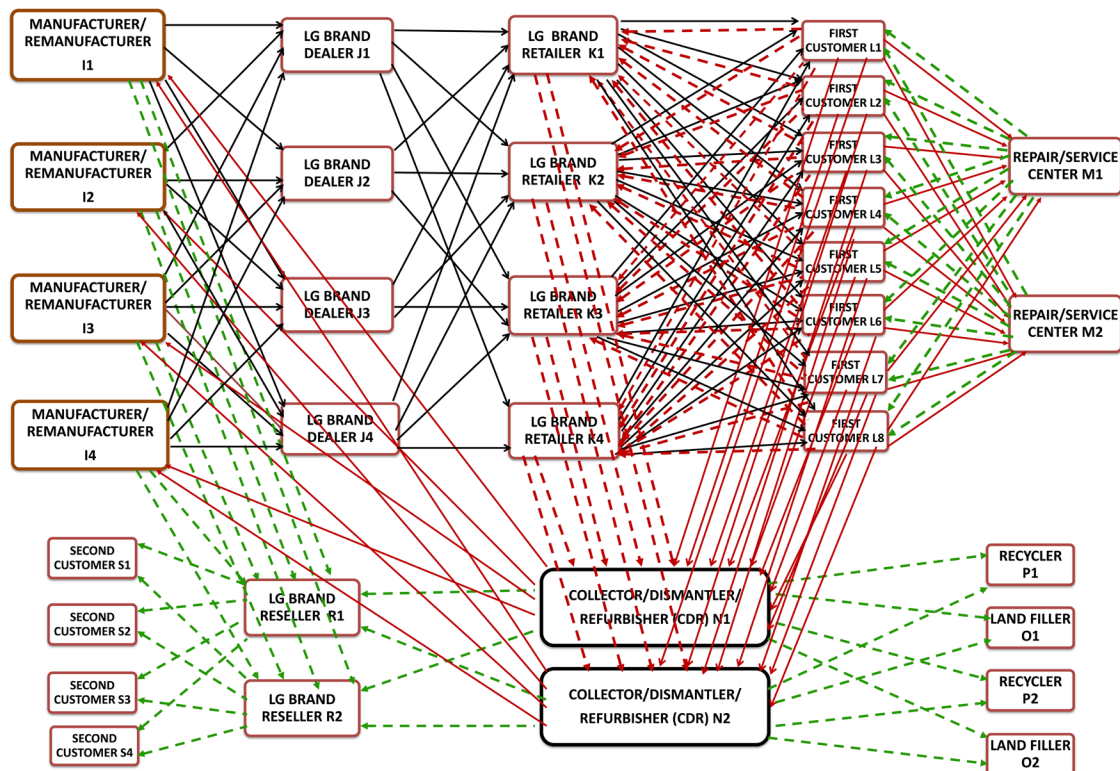 MANUFACTURER/
REMANUFACTURER
I1
LG BRAND
DEALER J1
LG BRAND
RETAILER K1
FIRST
CUSTOMER L1
FIRST
CUSTOMER L2
MANUFACTURER/
REMANUFACTURER
I2
LG BRAND
DEALER J2
LG BRAND
RETAILER K2
FIRST
CUSTOMER L3
REPAIR/SERVICE
CENTER M1
FIRST
CUSTOMER L4
FIRST
CUSTOMER L5
MANUFACTURER/
REMANUFACTURER
I3
LG BRAND
DEALER J3
LG BRAND
RETAILER K3
FIRST
CUSTOMER L6
REPAIR/SERVICE
CENTER M2
FIRST
CUSTOMER L7
MANUFACTURER/
REMANUFACTURER
I4
LG BRAND
DEALER J4
LG BRAND
RETAILER K4
FIRST
CUSTOMER L8
SECOND
CUSTOMER S1
LG BRAND
RESELLER R1
COLLECTOR/DISMANTLER/
REFURBISHER (CDR) N1
RECYCLER
P1
SECOND
CUSTOMER S2
LAND FILLER
O1
SECOND
CUSTOMER S3
LG BRAND
RESELLER R2
COLLECTOR/DISMANTLER/
REFURBISHER (CDR) N2
RECYCLER
P2
SECOND
CUSTOMER S4
LAND FILLER
O2